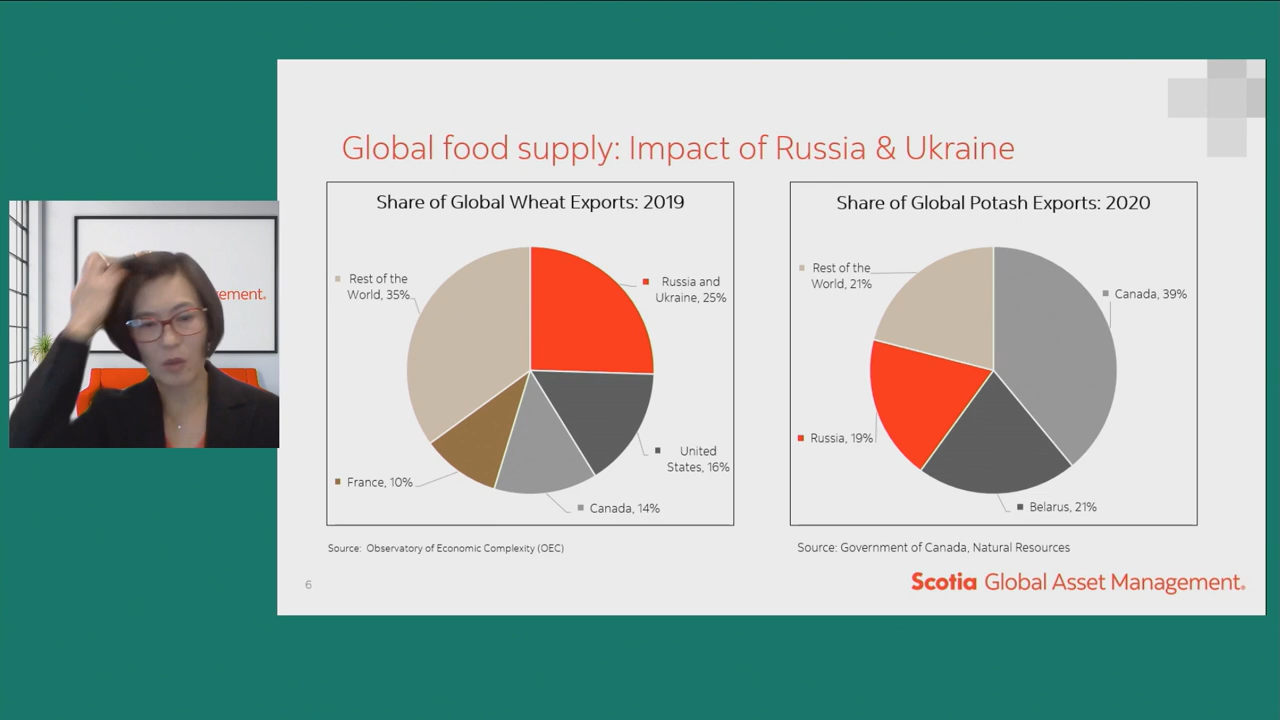 Global food supply: Impact of Russia & Ukraine
Share of Global Wheat Exports: 2019
Rest of the
World, 35%
Russia and
Ukraine, 25%
United
States, 16%
France, 10%
Canada, 14%
Source: Observatory of Economic Complexity (OEC)
Share of Global Potash Exports: 2020
Rest of the
World, 21%
Canada, 39%
Russia, 19%
Belarus, 21%
Source: Government of Canada, Natural Resources
6
Scotia Global Asset Management®
ement.